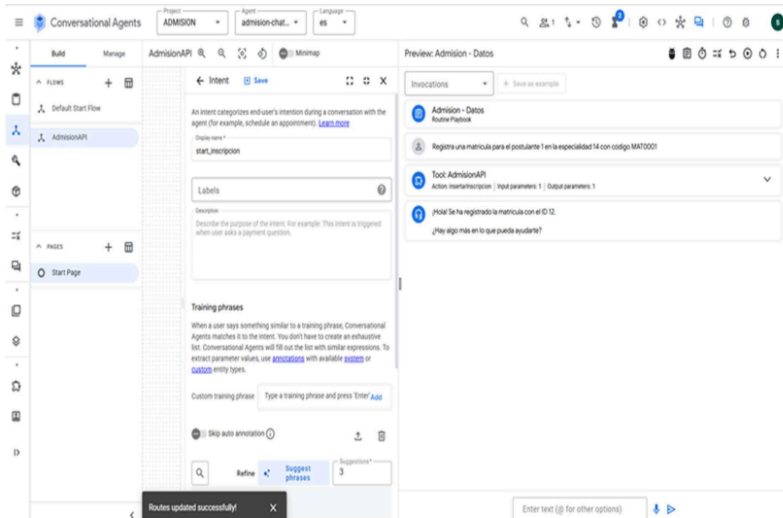 Conversational Agents
Project
ADMISION
Agent
admision-chat...
Language
es
1
2
S
Build
Manage
AdmisionAPI
Minimap
Preview: Admision - Datos
FLOWS
Default Start Flow
AdmisionAPI
PAGES
Start Page
Intent
Save
An intent categorizes end-user's intention during a conversation with the
agent (for example, schedule an appointment). Learn more
Display name *
start_inscripcion
Labels
Description
Describe the purpose of the intent. For example: This intent is triggered
when user asks a payment question.
Training phrases
When a user says something similar to a training phrase, Conversational
Agents matches it to the intent. You don't have to create an exhaustive
list. Conversational Agents will fill out the list with similar expressions. To
extract parameter values, use annotations with available system or
custom entity types.
Custom training phrase
Type a training phrase and press 'Enter'
Add
Skip auto annotation
Refine
Suggest
phrases
Suggestions*
3
Routes updated successfully!
X
Invocations
+ Save as example
Admision - Datos
Routine Playbook
Registra una matricula para el postulante 1 en la especialidad 14 con código MAT0001
Tool: AdmisionAPI
Action: insertarInscripcion | Input parameters: 1 | Output parameters: 1
¡Hola! Se ha registrado la matricula con el ID 12.
¿Hay algo más en lo que pueda ayudarte?
Enter text (@ for other options)